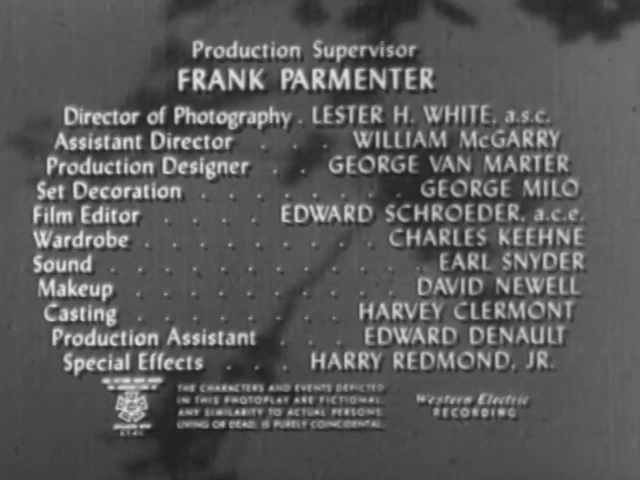 Production Supervisor
FRANK PARMENTER
Director of Photography . LESTER H. WHITE, a.s.c.
Assistant Director . . . WILLIAM McGARRY
Production Designer . . GEORGE VAN MARTER
Set Decoration . . . . . . . . GEORGE MILO
Film Editor . . . . EDWARD SCHROEDER, a.c.e.
Wardrobe . . . . . . . . . CHARLES KEEHNE
Sound . . . . . . . . . . . . EARL SNYDER
Makeup . . . . . . . . . . DAVID NEWELL
Casting . . . . . . . . HARVEY CLERMONT
Production Assistant . . . EDWARD DENAULT
Special Effects . . . HARRY REDMOND, JR.
THE CHARACTERS AND EVENTS DEPICTED
IN THIS PHOTOPLAY ARE FICTIONAL.
ANY SIMILARITY TO ACTUAL PERSONS,
LIVING OR DEAD, IS PURELY COINCIDENTAL.
Western Electric
RECORDING